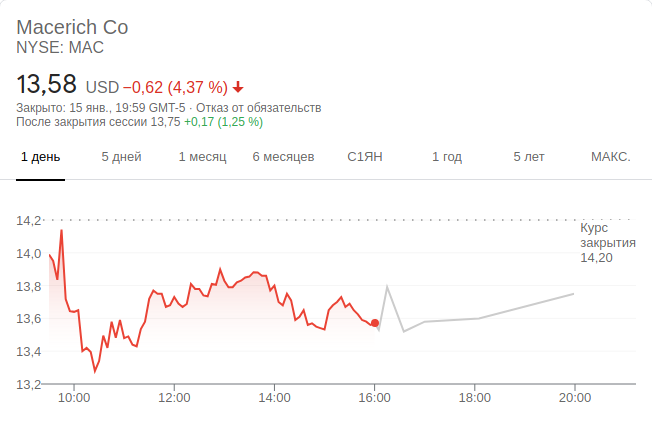 Macerich Co
NYSE: MAC
13,58 USD −0,62 (4,37 %)
Закрыто: 15 янв., 19:59 GMT-5 · Отказ от обязательств
После закрытия сессии 13,75 +0,17 (1,25 %)
1 день 5 дней 1 месяц 6 месяцев С1ЯН 1 год 5 лет МАКС.
14,2
14,0
13,8
13,6
13,4
13,2
Курс
закрытия
14,20
10:00 12:00 14:00 16:00 18:00 20:00